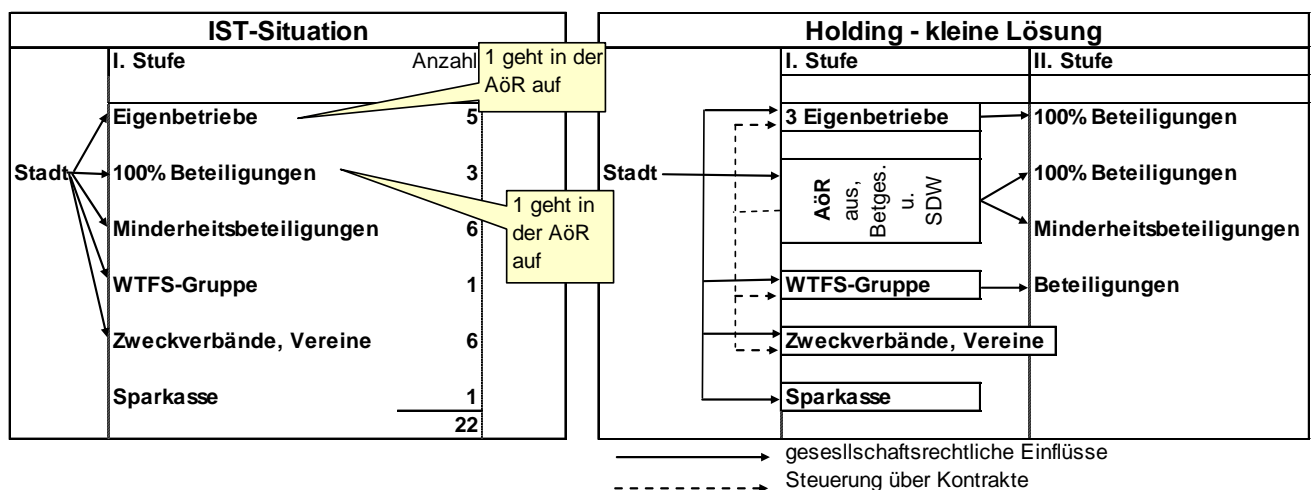 IST-Situation
I. Stufe Anzahl
1 geht in der
AöR auf
Eigenbetriebe 5
Stadt 100% Beteiligungen 3
1 geht in
der AöR
auf
Minderheitsbeteiligungen 6
WTFS-Gruppe 1
Zweckverbände, Vereine 6
Sparkasse 1
22
Holding - kleine Lösung
I. Stufe II. Stufe
3 Eigenbetriebe 100% Beteiligungen
Stadt
AöR
aus,
Betges.
u.
SDW
100% Beteiligungen
Minderheitsbeteiligungen
WTFS-Gruppe Beteiligungen
Zweckverbände, Vereine
Sparkasse
gesesllschaftsrechtliche Einflüsse
Steuerung über Kontrakte